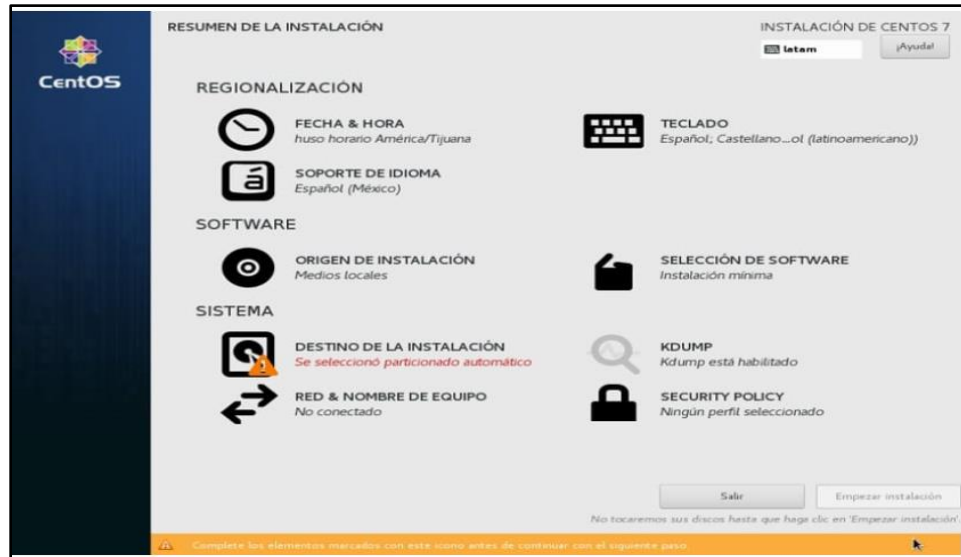 RESUMEN DE LA INSTALACIÓN
INSTALACIÓN DE CENTOS 7
latam
¡Ayuda!
CentOS
REGIONALIZACIÓN
FECHA & HORA
huso horario América/Tijuana
TECLADO
Español; Castellano...ol (latinoamericano))
á
SOPORTE DE IDIOMA
Español (México)
SOFTWARE
ORIGEN DE INSTALACIÓN
Medios locales
SELECCIÓN DE SOFTWARE
Instalación mínima
SISTEMA
DESTINO DE LA INSTALACIÓN
Se seleccionó particionado automático
KDUMP
Kdump está habilitado
RED & NOMBRE DE EQUIPO
No conectado
SECURITY POLICY
Ningún perfil seleccionado
Salir
Empezar instalación
No tocaremos sus discos hasta que haga clic en 'Empezar instalación'.
Complete los elementos marcados con este icono antes de continuar con el siguiente paso.